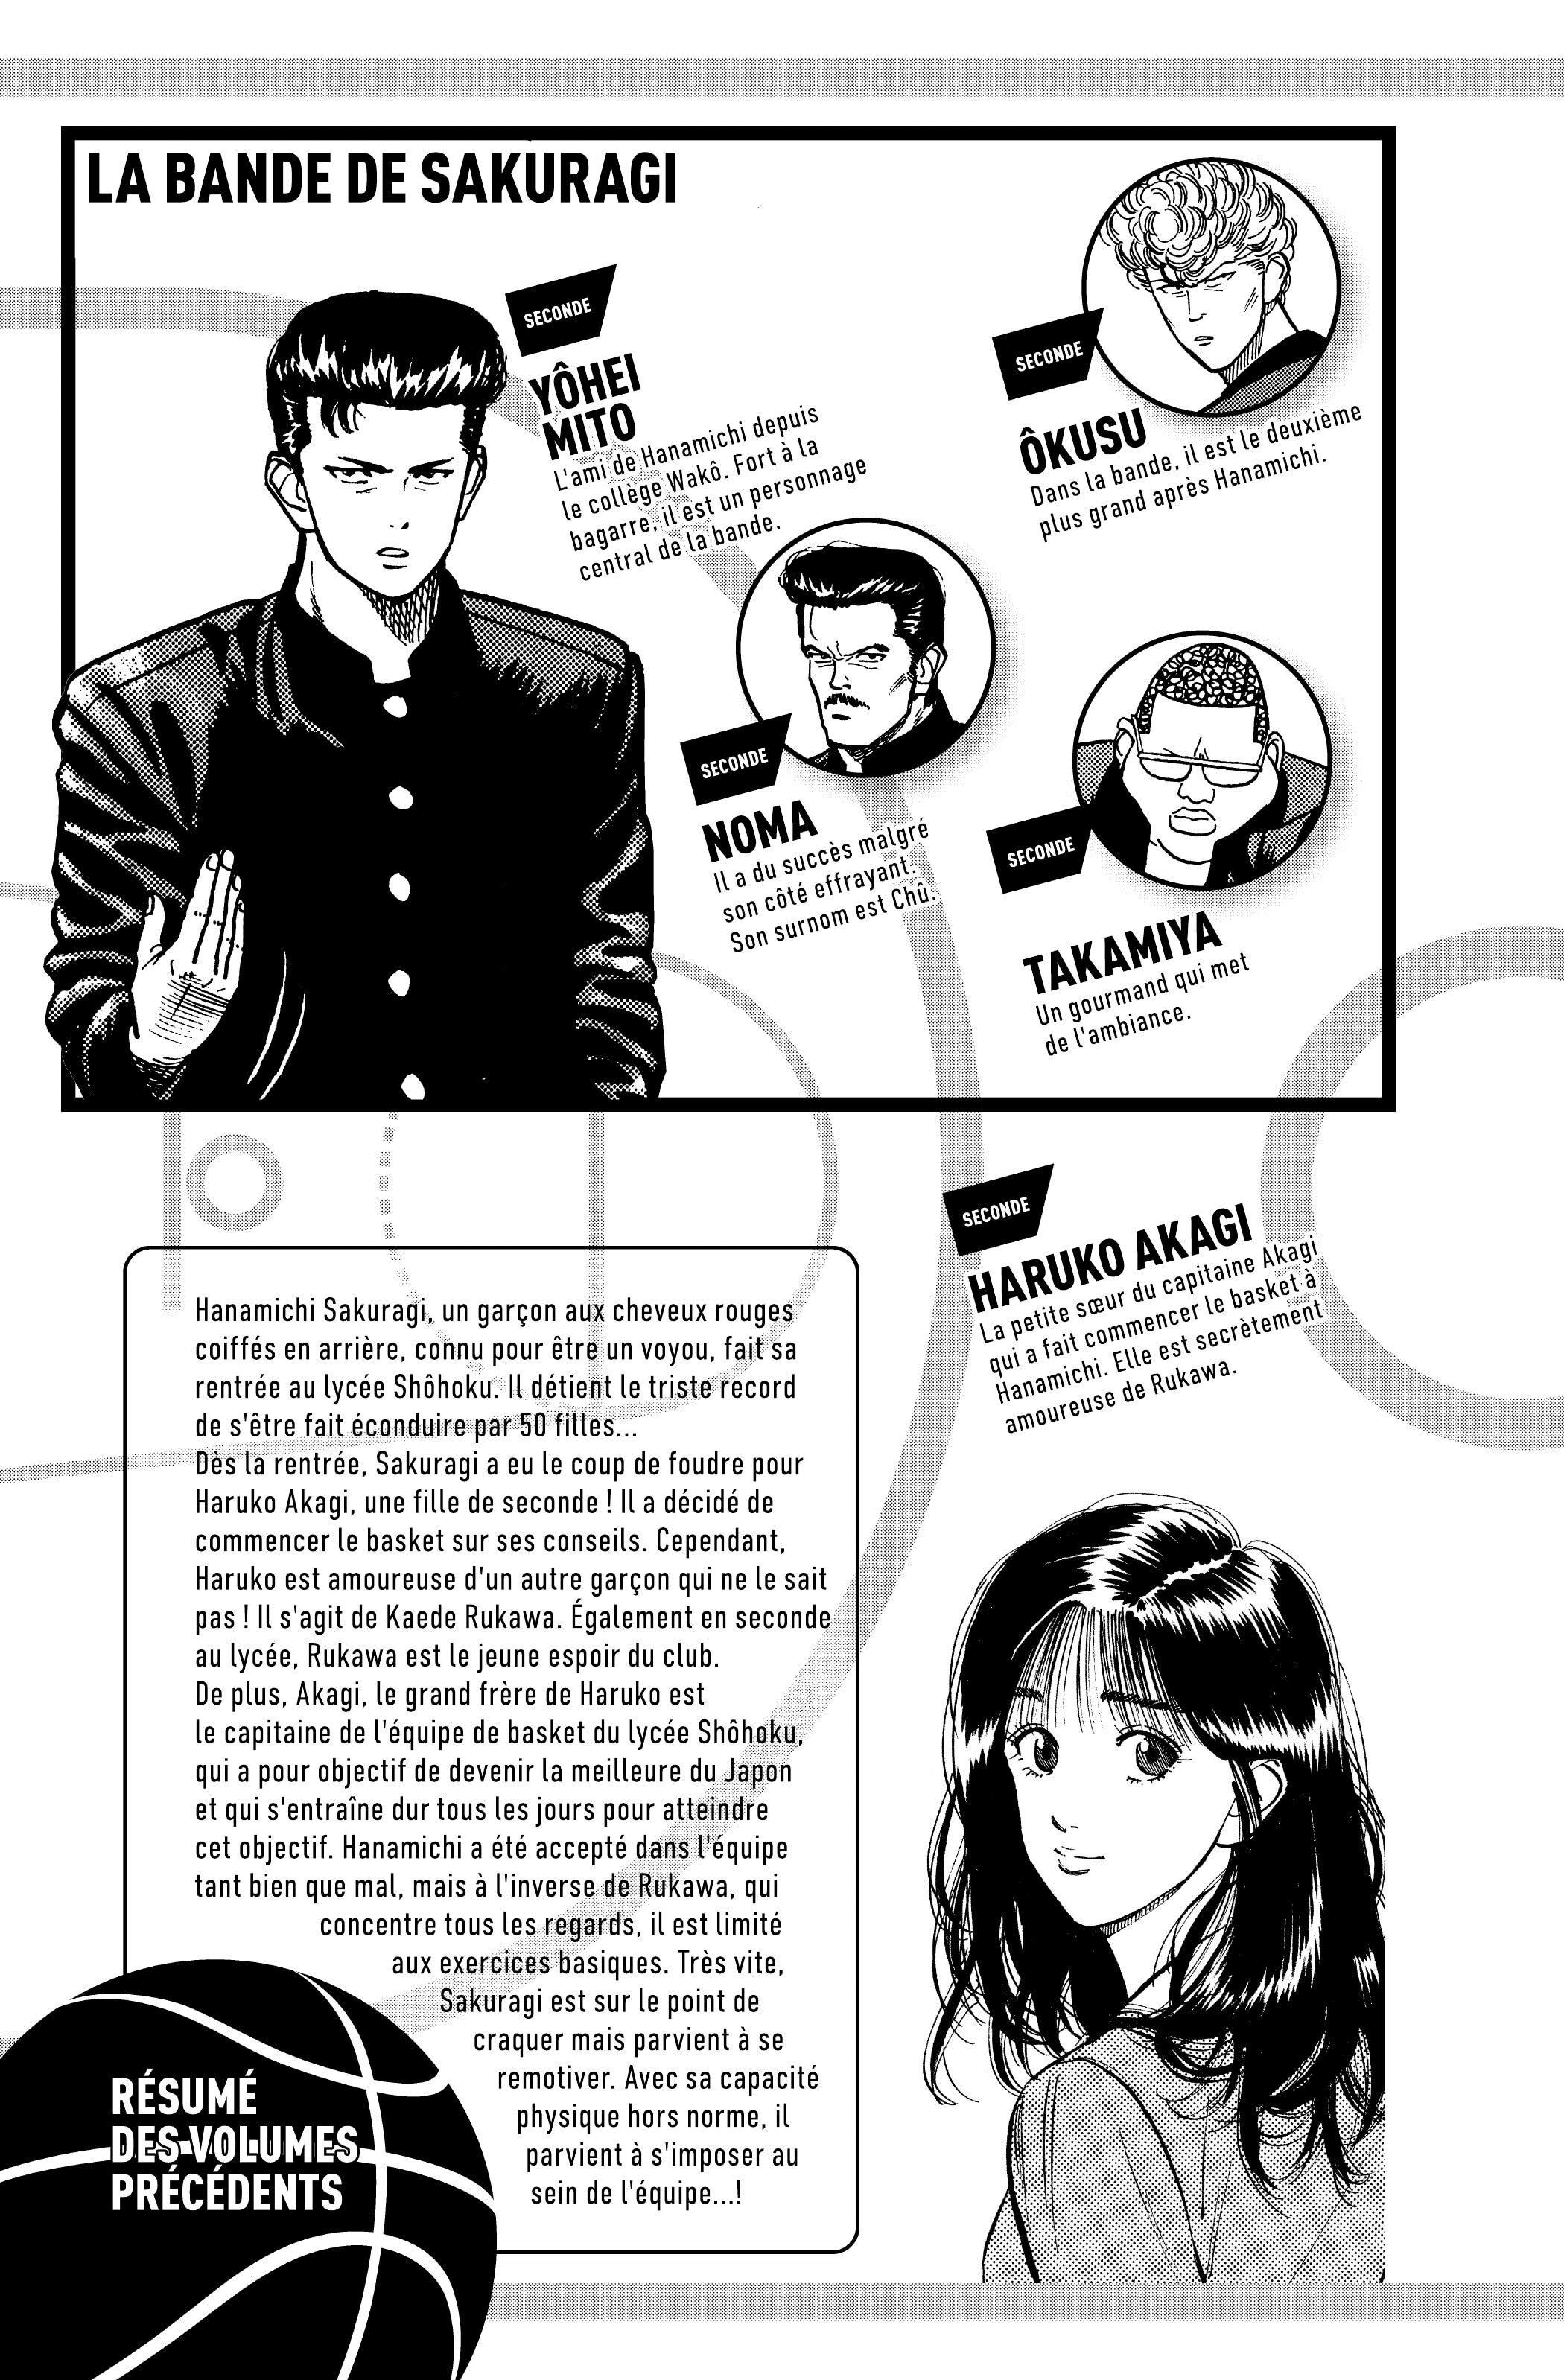 LA BANDE DE SAKURAGI
SECONDE
YÔHEI
MITO
L'ami de Hanamichi depuis
le collège Wakô. Fort à la
bagarre, il est un personnage
central de la bande.
SECONDE
ÔKUSU
Dans la bande, il est le deuxième
plus grand après Hanamichi.
SECONDE
NOMA
Il a du succès malgré
son côté effrayant.
Son surnom est Chû.
SECONDE
TAKAMIYA
Un gourmand qui met
de l'ambiance.
SECONDE
HARUKO AKAGI
La petite sœur du capitaine Akagi
qui a fait commencer le basket à
Hanamichi. Elle est secrètement
amoureuse de Rukawa.
Hanamichi Sakuragi, un garçon aux cheveux rouges
coiffés en arrière, connu pour être un voyou, fait sa
rentrée au lycée Shôhoku. Il détient le triste record
de s'être fait éconduire par 50 filles...
Dès la rentrée, Sakuragi a eu le coup de foudre pour
Haruko Akagi, une fille de seconde ! Il a décidé de
commencer le basket sur ses conseils. Cependant,
Haruko est amoureuse d'un autre garçon qui ne le sait
pas ! Il s'agit de Kaede Rukawa. Également en seconde
au lycée, Rukawa est le jeune espoir du club.
De plus, Akagi, le grand frère de Haruko est
le capitaine de l'équipe de basket du lycée Shôhoku,
qui a pour objectif de devenir la meilleure du Japon
et qui s'entraîne dur tous les jours pour atteindre
cet objectif. Hanamichi a été accepté dans l'équipe
tant bien que mal, mais à l'inverse de Rukawa, qui
concentre tous les regards, il est limité
aux exercices basiques. Très vite,
Sakuragi est sur le point de
craquer mais parvient à se
remotiver. Avec sa capacité
physique hors norme, il
parvient à s'imposer au
sein de l'équipe...!
RÉSUMÉ
DES VOLUMES
PRÉCÉDENTS